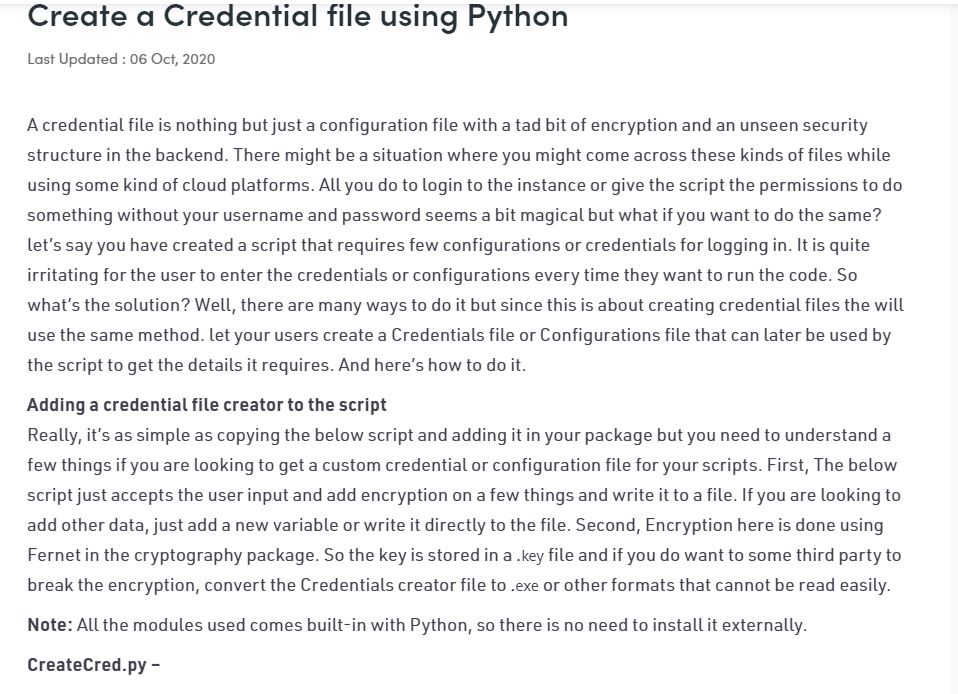 Create a Credential file using Python
Last Updated : 06 Oct, 2020
A credential file is nothing but just a configuration file with a tad bit of encryption and an unseen security
structure in the backend. There might be a situation where you might come across these kinds of files while
using some kind of cloud platforms. All you do to login to the instance or give the script the permissions to do
something without your username and password seems a bit magical but what if you want to do the same?
let's say you have created a script that requires few configurations or credentials for logging in. It is quite
irritating for the user to enter the credentials or configurations every time they want to run the code. So
what's the solution? Well, there are many ways to do it but since this is about creating credential files the will
use the same method. let your users create a Credentials file or Configurations file that can later be used by
the script to get the details it requires. And here's how to do it.
Adding a credential file creator to the script
Really, it's as simple as copying the below script and adding it in your package but you need to understand a
few things if you are looking to get a custom credential or configuration file for your scripts. First, The below
script just accepts the user input and add encryption on a few things and write it to a file. If you are looking to
add other data, just add a new variable or write it directly to the file. Second, Encryption here is done using
Fernet in the cryptography package. So the key is stored in a .key file and if you do want to some third party to
break the encryption, convert the Credentials creator file to .exe or other formats that cannot be read easily.
Note: All the modules used comes built-in with Python, so there is no need to install it externally.
CreateCred.py –